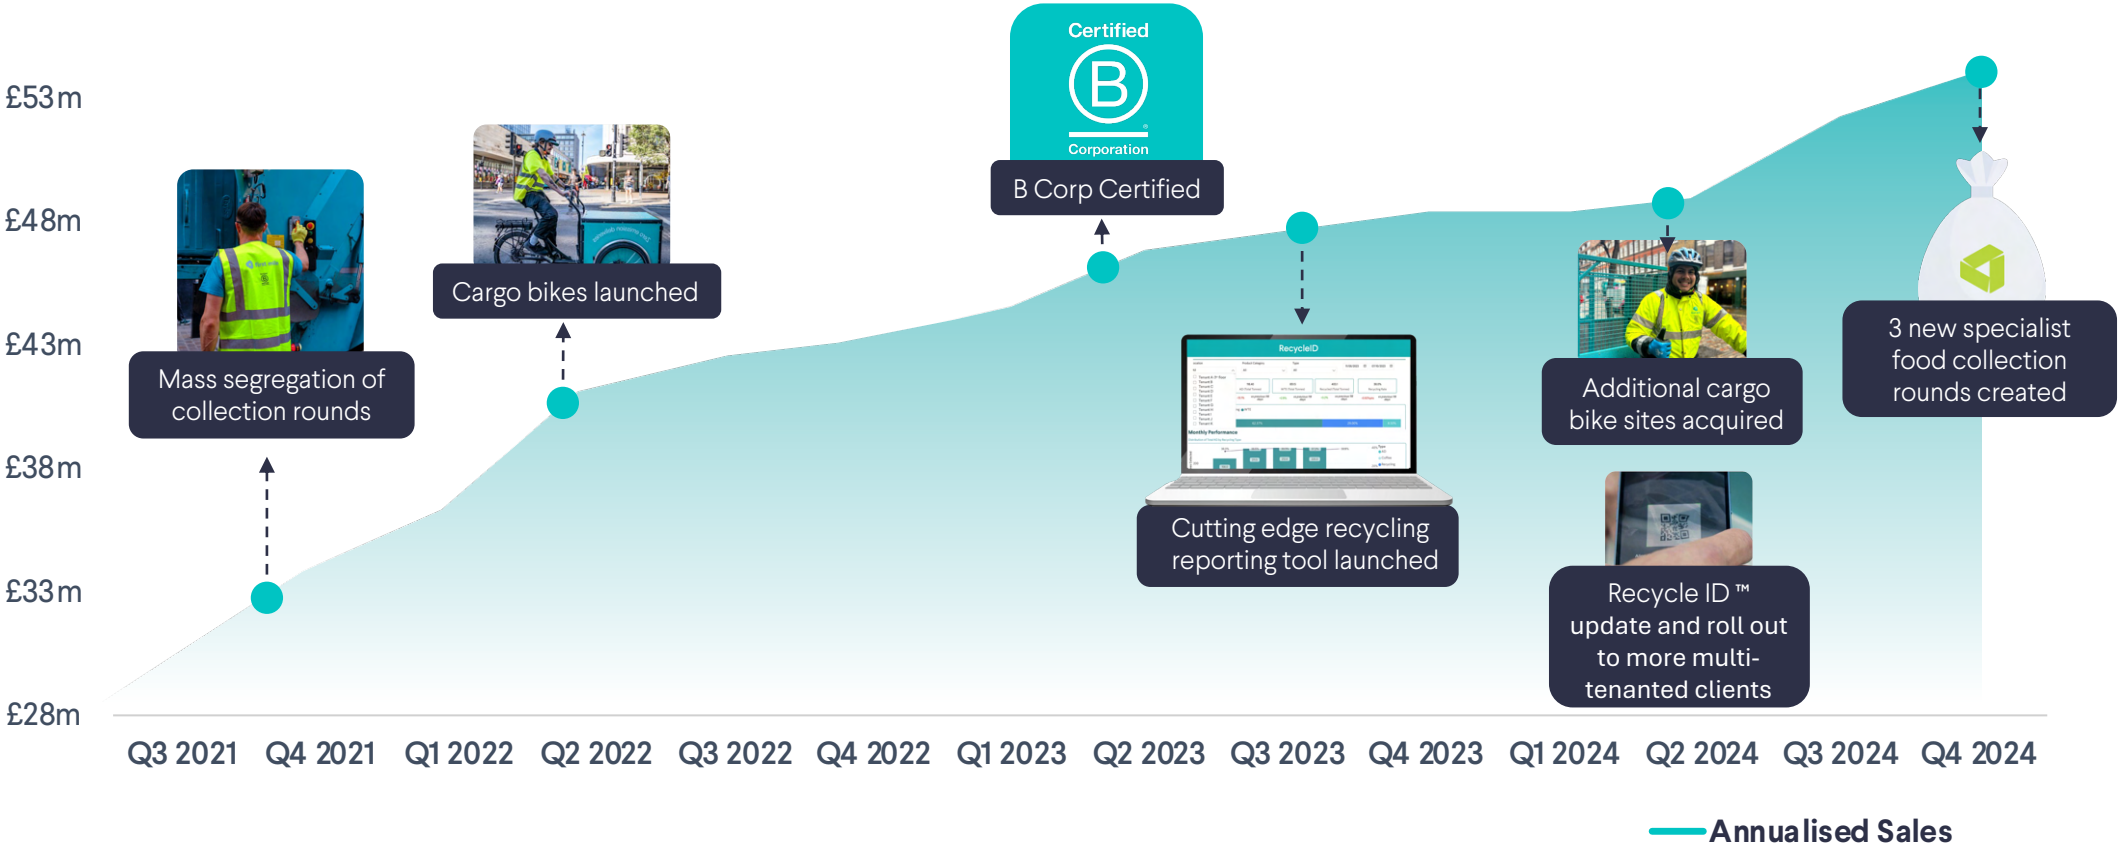 Certified
B
®
Corporation
B Corp Certified
£53m
£48m
£43m
£38m
£33m
£28m
Mass segregation of
collection rounds
Cargo bikes launched
RecycleID
Monthly Performance
Cutting edge recycling
reporting tool launched
Additional cargo
bike sites acquired
Recycle ID ™
update and roll out
to more multi-
tenanted clients
3 new specialist
food collection
rounds created
Q3 2021 Q4 2021 Q1 2022 Q2 2022 Q3 2022 Q4 2022 Q1 2023 Q2 2023 Q3 2023 Q4 2023 Q1 2024 Q2 2024 Q3 2024 Q4 2024
Annualised Sales